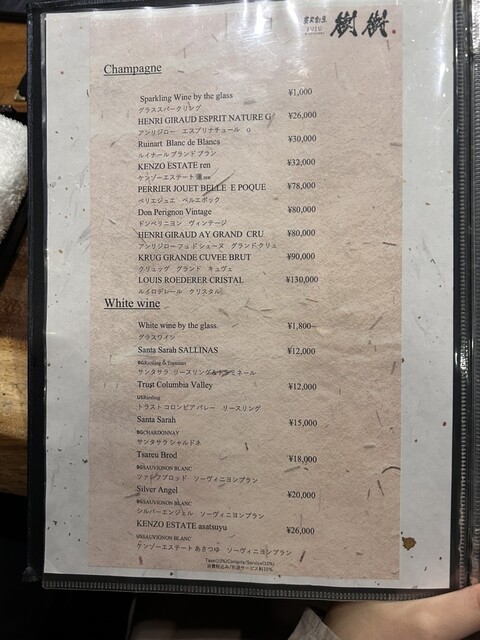 樹樹
Champagne
Sparkling Wine by the glass ¥1,000
グラススパークリング
HENRI GIRAUD ESPRIT NATURE G ¥26,000
アンリジロー エスプリナチュール G
Ruinart Blanc de Blancs ¥30,000
ルイナール ブランド ブラン
KENZO ESTATE ren ¥32,000
ケンゾーエステート 蓮 ren
PERRIER JOUET BELLE E POQUE ¥78,000
ペリエジュエ ベルエポック
Don Perignon Vintage ¥80,000
ドンペリニヨン ヴィンテージ
HENRI GIRAUD AY GRAND CRU ¥80,000
アンリジロー フュ ド シェーヌ グランド クリュ
KRUG GRANDE CUVEE BRUT ¥90,000
クリュッグ グランド キュヴェ
LOUIS ROEDERER CRISTAL ¥130,000
ルイロデレール クリスタル
White wine
White wine by the glass ¥1,800
グラスワイン
Santa Sarah SALLINAS ¥12,000
BGRiesling & Traminer
サンタサラ リースリング&トラミネール
Trust Columbia Valley ¥12,000
USRiesling
トラスト コロンビア バレー リースリング
Santa Sarah ¥15,000
BGCHARDONNAY
サンタサラ シャルドネ
Tsareu Brod ¥18,000
BGSAUVIGNON BLANC
ツァレフブロッド ソーヴィニヨンブラン
Silver Angel ¥20,000
BGSAUVIGNON BLANC
シルバーエンジェル ソーヴィニヨンブラン
KENZO ESTATE asatsuyu ¥26,000
USSAUVIGNON BLANC
ケンゾーエステート あさつゆ ソーヴィニヨンブラン